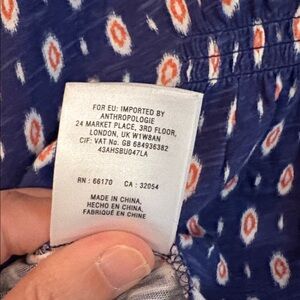 FOR EU: IMPORTED BY
ANTHROPOLOGIE
24 MARKET PLACE, 3RD FLOOR,
LONDON, UK W1W8AN
CIF: VAT No. GB 684936382
43AHSBU047LA
RN : 66170 CA : 32054
MADE IN CHINA,
HECHO EN CHINA,
FABRIQUÉ EN CHINE